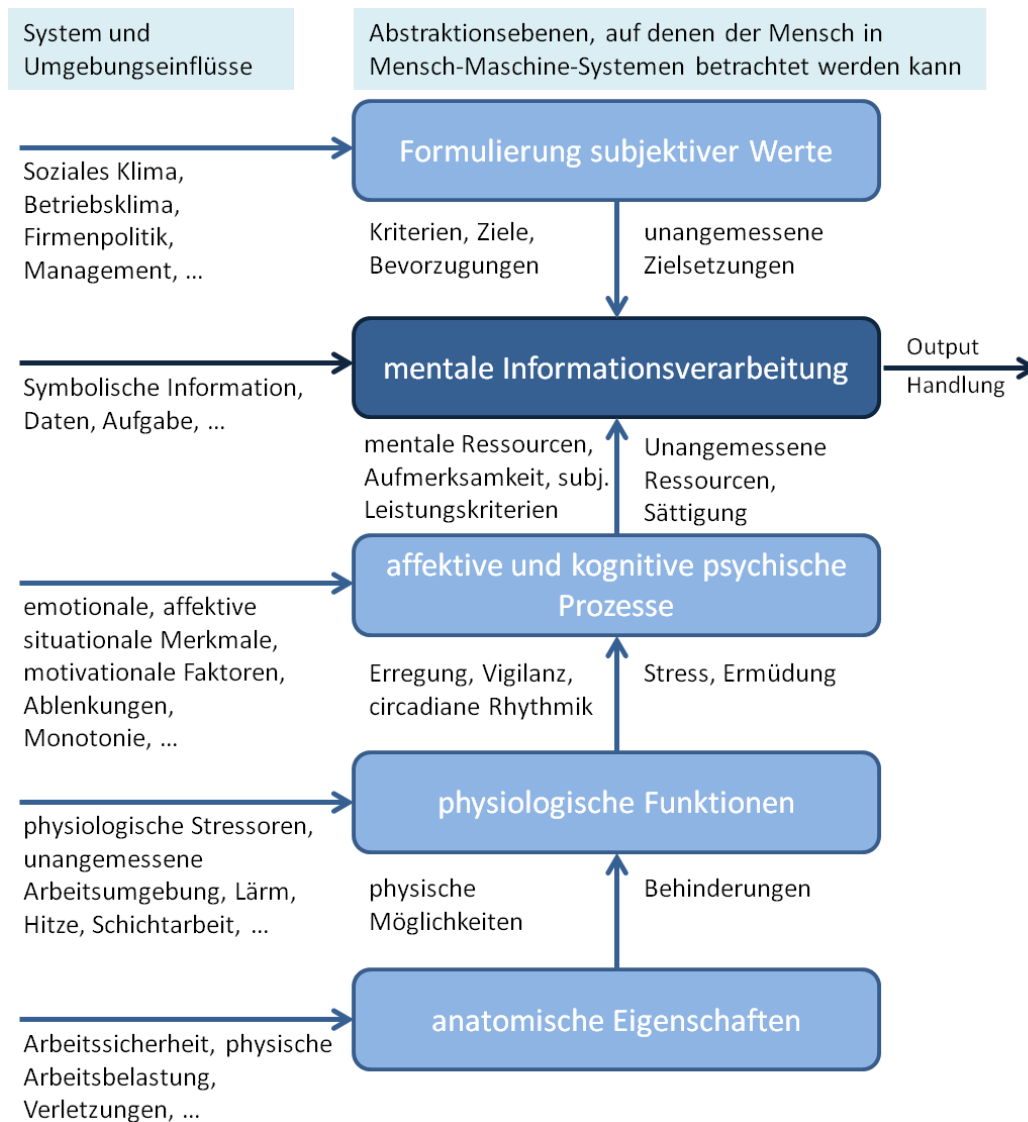 System und
Umgebungseinflüsse
Abstraktionsebenen, auf denen der Mensch in
Mensch-Maschine-Systemen betrachtet werden kann
Formulierung subjektiver Werte
Soziales Klima,
Betriebsklima,
Firmenpolitik,
Management, ...
Kriterien, Ziele,
Bevorzugungen
unangemessene
Zielsetzungen
mentale Informationsverarbeitung
Output
Handlung
Symbolische Information,
Daten, Aufgabe, ...
mentale Ressourcen,
Aufmerksamkeit, subj.
Leistungskriterien
Unangemessene
Ressourcen,
Sättigung
affektive und kognitive psychische
Prozesse
emotionale, affektive
situationale Merkmale,
motivationale Faktoren,
Ablenkungen,
Monotonie, ...
Erregung, Vigilanz,
circadiane Rhythmik
Stress, Ermüdung
physiologische Funktionen
physiologische Stressoren,
unangemessene
Arbeitsumgebung, Lärm,
Hitze, Schichtarbeit, ...
physische
Möglichkeiten
Behinderungen
anatomische Eigenschaften
Arbeitssicherheit, physische
Arbeitsbelastung,
Verletzungen, ...